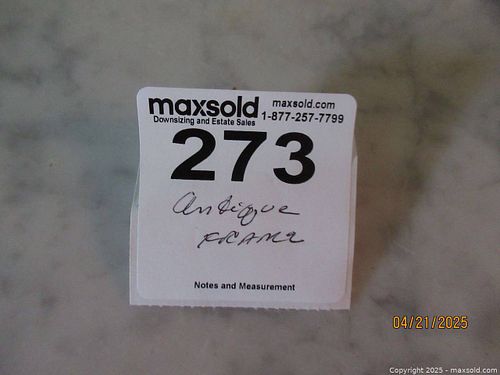 maxsold maxsold.com
Downsizing and Estate Sales 1-877-257-7799
273
Antique
Notes and Measurement
04/21/2025
Copyright 2025 - maxsold.com